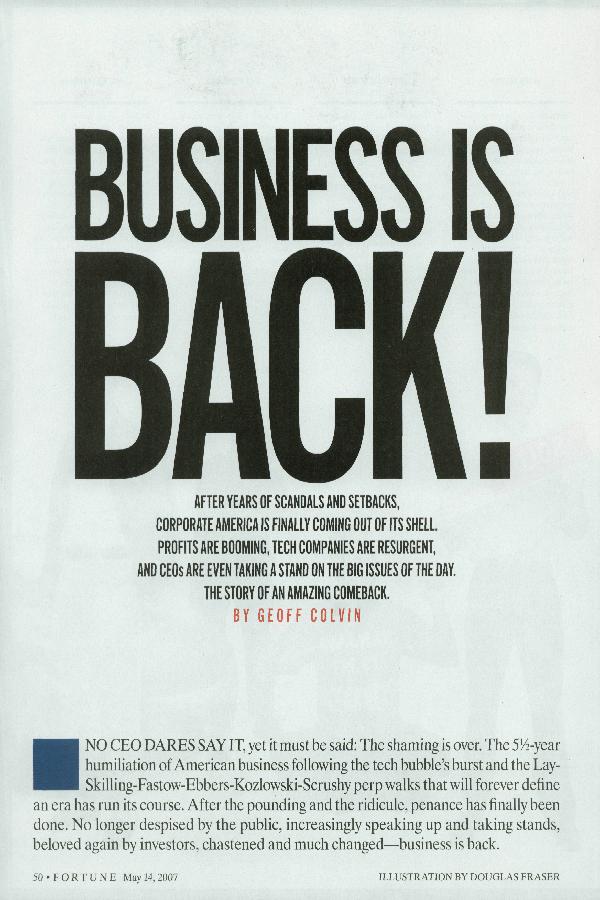 BUSINESS IS
BACK!
AFTER YEARS OF SCANDALS AND SETBACKS,
CORPORATE AMERICA IS FINALLY COMING OUT OF ITS SHELL.
PROFITS ARE BOOMING, TECH COMPANIES ARE RESURGENT,
AND CEOs ARE EVEN TAKING A STAND ON THE BIG ISSUES OF THE DAY.
THE STORY OF AN AMAZING COMEBACK.
BY GEOFF COLVIN
NO CEO DARES SAY IT, yet it must be said: The shaming is over. The 5½-year
humiliation of American business following the tech bubble's burst and the Lay-
Skilling-Fastow-Ebbers-Kozlowski-Scrushy perp walks that will forever define
an era has run its course. After the pounding and the ridicule, penance has finally been
done. No longer despised by the public, increasingly speaking up and taking stands,
beloved again by investors, chastened and much changed—business is back.
50 • FORTUNE May 14, 2007
ILLUSTRATION BY DOUGLAS FRASER